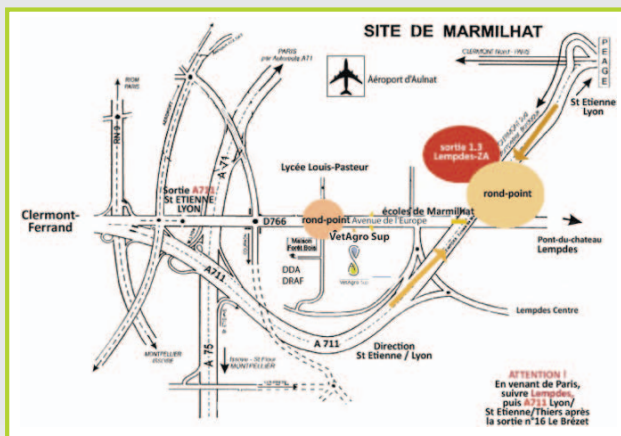 SITE DE MARMILHAT
PARIS
par Autoroute A71
CLERMONT Nord - PARIS
PEAGE
Aéroport d'Aulnat
RIOM
PARIS
St Etienne
Lyon
RN 9
A 71
sortie 1.3
Lempdes-ZA
Lycée Louis-Pasteur
rond-point
Sortie A711
St ETIENNE
LYON
écoles de Marmilhat
Clermont-
Ferrand
D766
rond-point
Avenue de l'Europe
VetAgro Sup
Pont-du-chateau
Lempdes
Maison
Forêt Bois
DDA
DRAF
VetAgro Sup
A711
Lempdes Centre
A 711
Direction
St Etienne / Lyon
MONTPELLIER
A 75
MONTPELLIER
ATTENTION !
En venant de Paris,
suivre Lempdes,
puis A711 Lyon/
St Etienne/Thiers après
la sortie n°16 Le Brézet